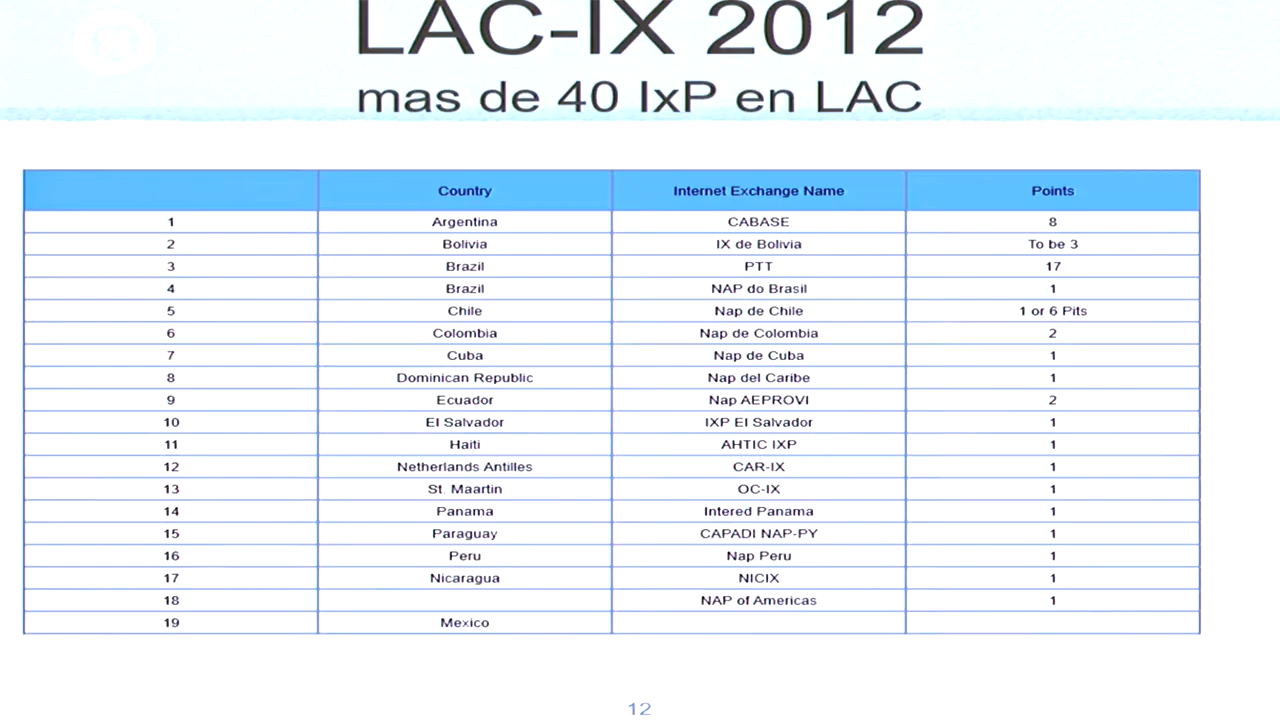 LAC-IX 2012
mas de 40 IxP en LAC
Country Internet Exchange Name Points
1 Argentina CABASE 8
2 Bolivia IX de Bolivia To be 3
3 Brazil PTT 17
4 Brazil NAP do Brasil 1
5 Chile Nap de Chile 1 or 6 Pits
6 Colombia Nap de Colombia 2
7 Cuba Nap de Cuba 1
8 Dominican Republic Nap del Caribe 1
9 Ecuador Nap AEPROVI 2
10 El Salvador IXP El Salvador 1
11 Haiti AHTIC IXP 1
12 Netherlands Antilles CAR-IX 1
13 St. Maartin OC-IX 1
14 Panama Intered Panama 1
15 Paraguay CAPADI NAP-PY 1
16 Peru Nap Peru 1
17 Nicaragua NICIX 1
18 NAP of Americas 1
19 Mexico
12